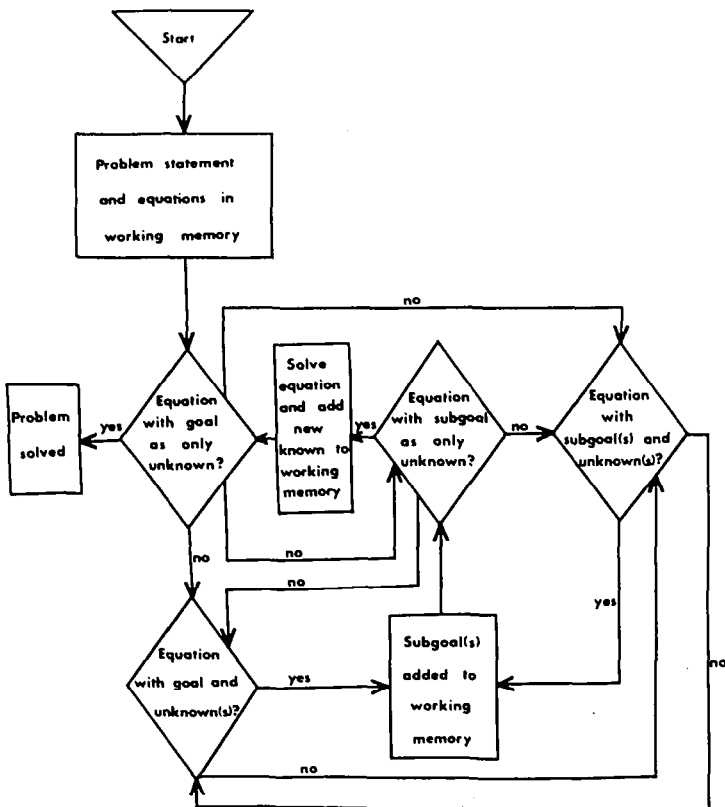 Start
Problem statement
and equations in
working memory
no
Problem
solved
yes
Equation
with goal
as only
unknown?
Solve
equation
and add
new
known to
working
memory
yes
Equation
with subgoal
as only
unknown?
no
Equation
with
subgoal(s) and
unknown(s)?
no
no
no
yes
no
Equation
with goal and
unknown(s)?
yes
Subgoal(s)
added to
working
memory
no